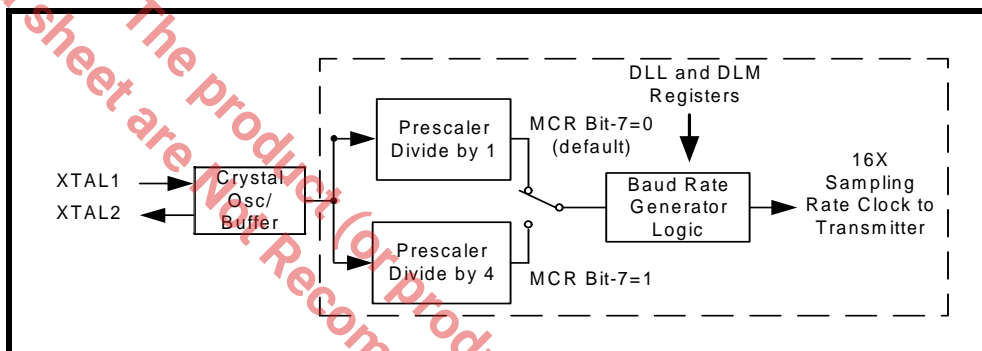 The product (or produ
sheet are Not Recom
DLL and DLM
Registers
Prescaler
Divide by 1
MCR Bit-7=0
(default)
XTAL1
XTAL2
Crystal
Osc/
Buffer
Baud Rate
Generator
Logic
16X
Sampling
Rate Clock to
Transmitter
Prescaler
Divide by 4
MCR Bit-7=1